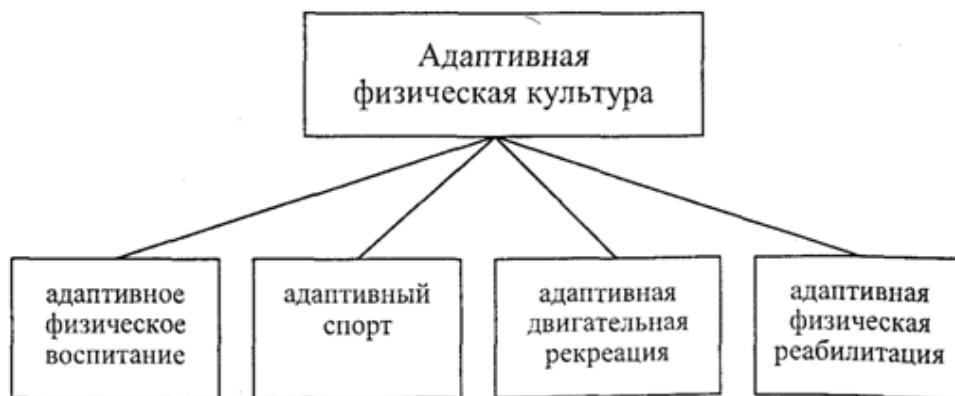 Адаптивная
физическая культура
адаптивное
физическое
воспитание
адаптивный
спорт
адаптивная
двигательная
рекреация
адаптивная
физическая
реабилитация